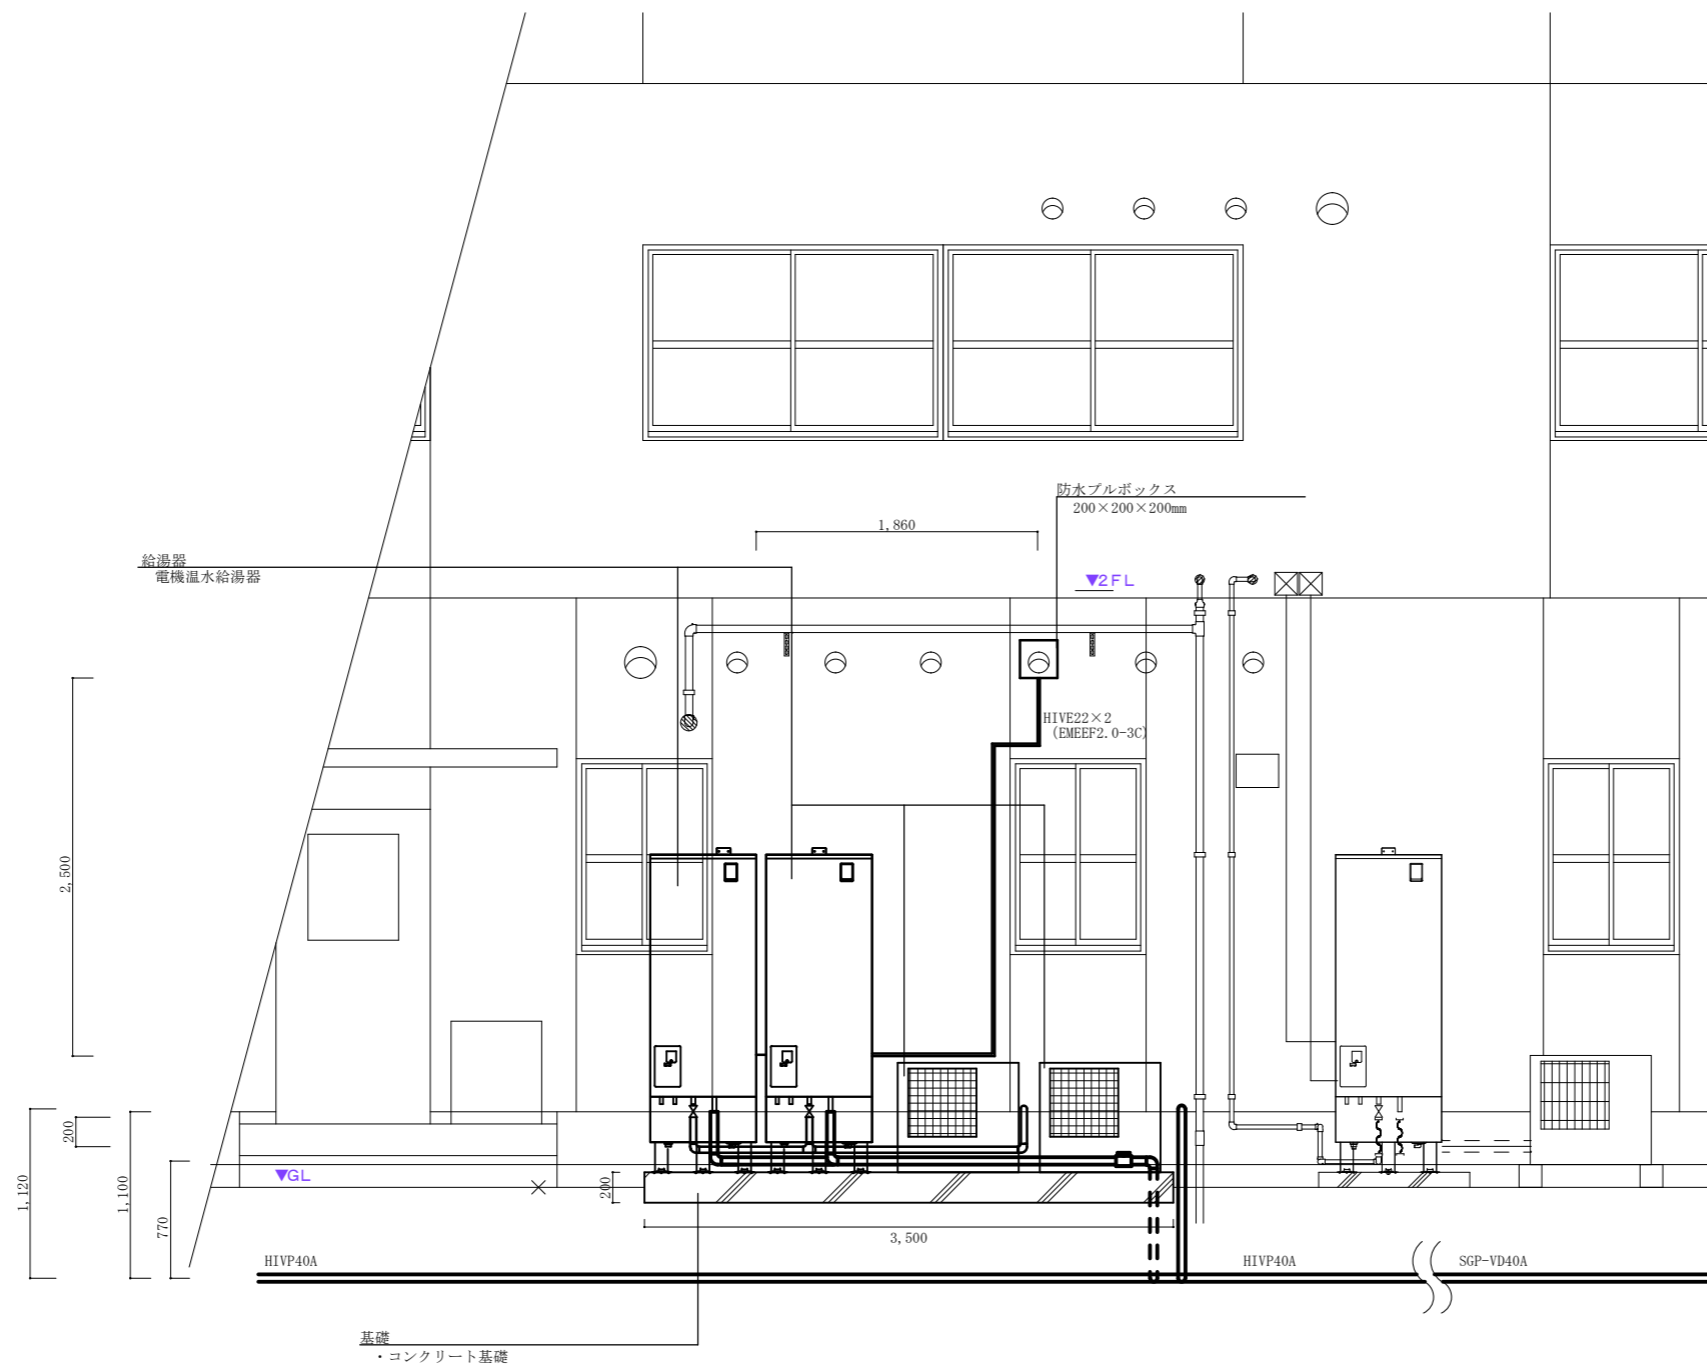 防水プルボックス
200×200×200mm
1,860
給湯器
電機温水給湯器
▼2FL
HIVE22×2
(EMEEF2.0-3C)
2,500
200
1,120
1,100
770
▼GL
200
3,500
HIVP40A
HIVP40A
SGP-VD40A
基礎
・コンクリート基礎